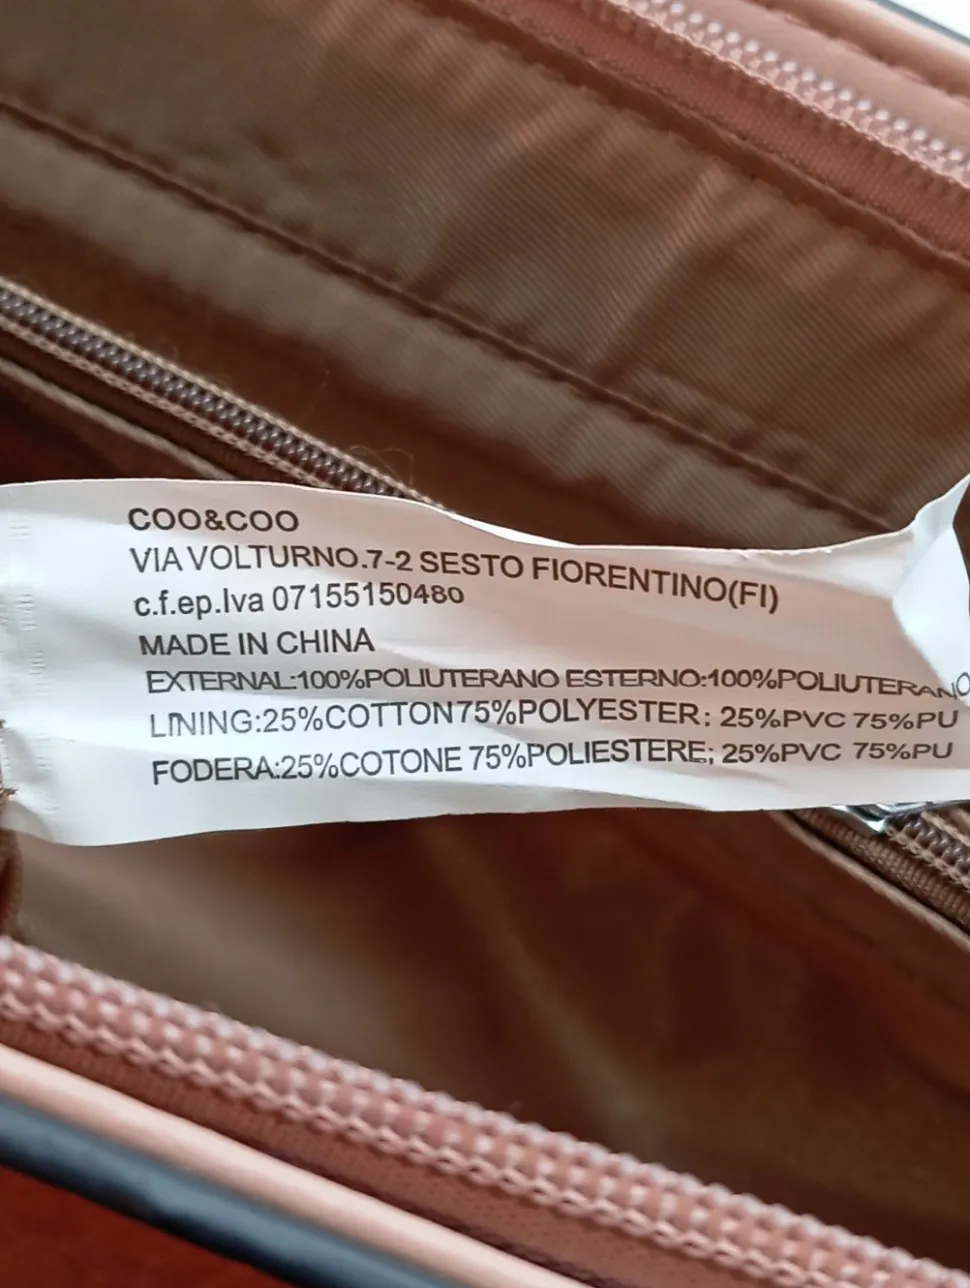 COO&COO
VIA VOLTURNO.7-2 SESTO FIORENTINO(FI)
c.f.ep.Iva 07155150480
MADE IN CHINA
EXTERNAL:100%POLIUTERANO ESTERNO:100%POLIUTERANO
LINING:25%COTTON75%POLYESTER: 25%PVC 75%PU
FODERA:25%COTONE 75%POLIESTERE; 25%PVC 75%PU